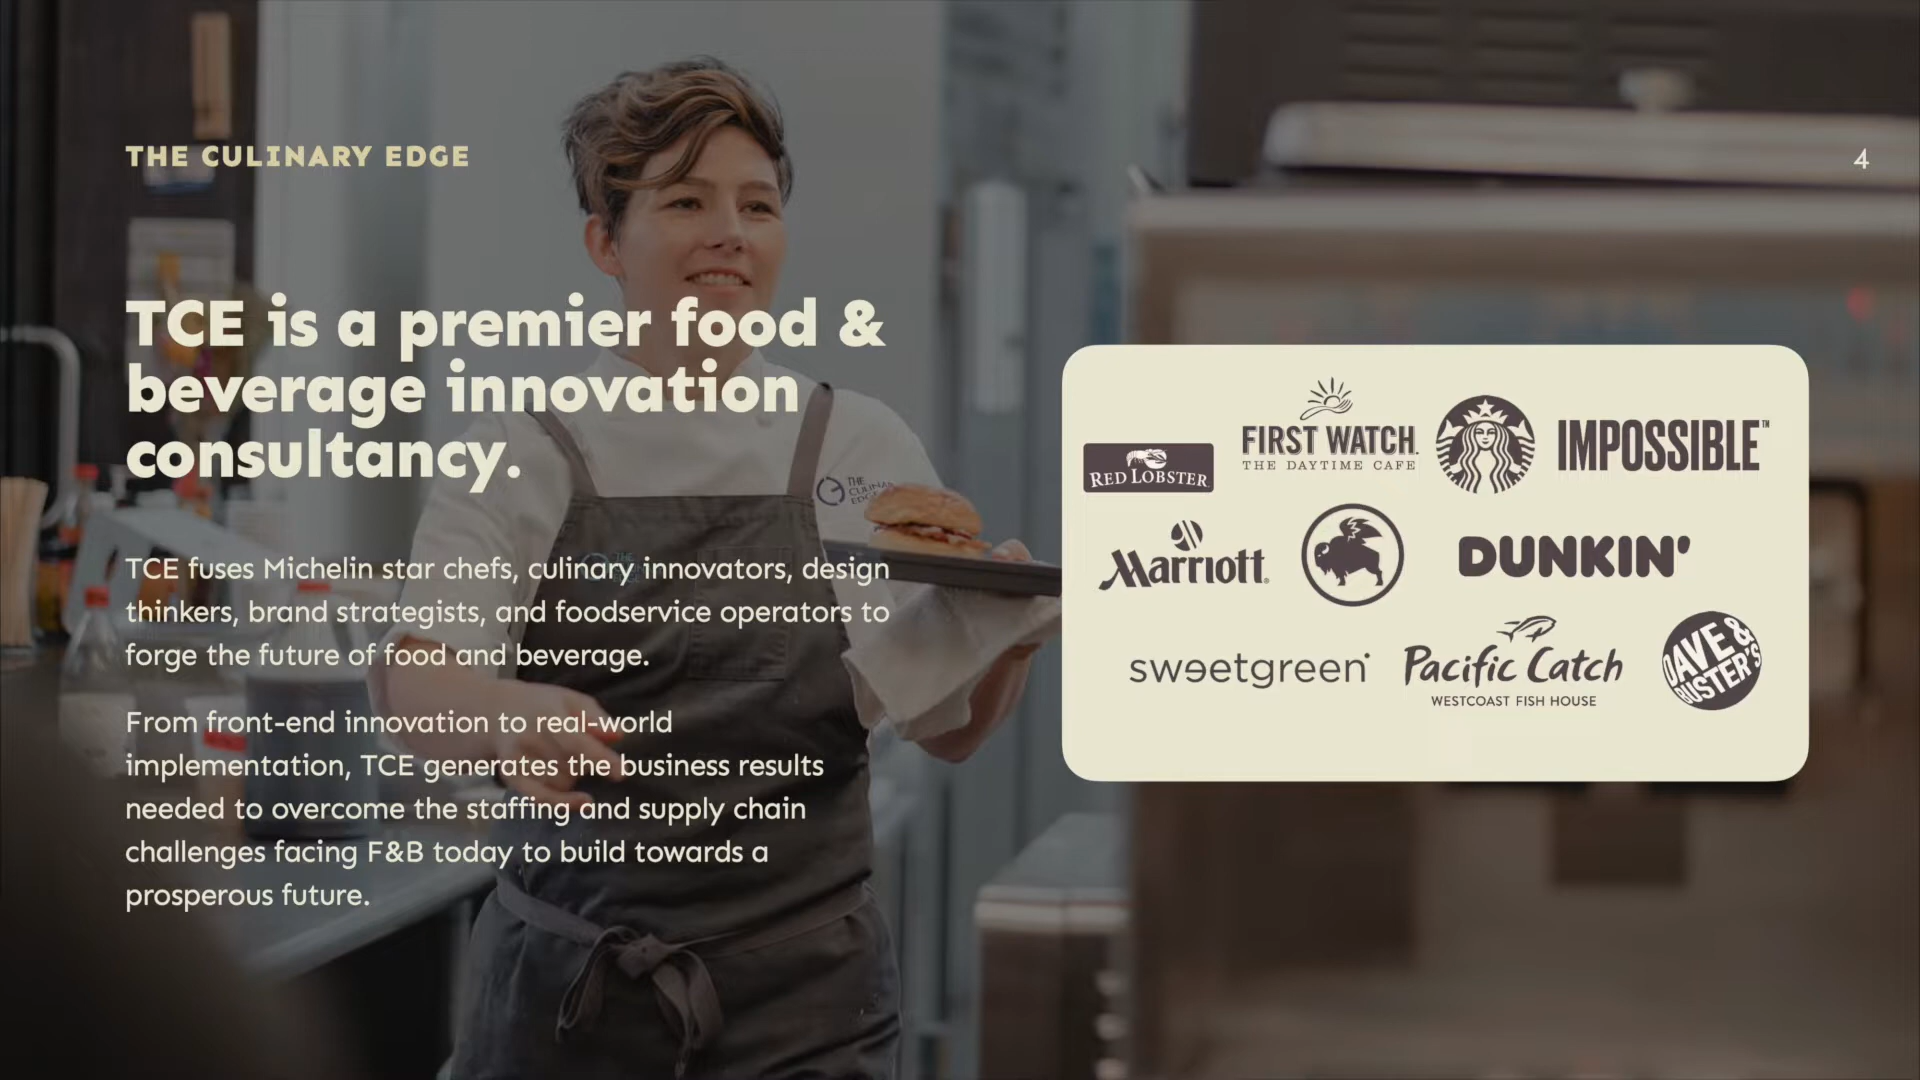 THE CULINARY EDGE
4
TCE is a premier food &
beverage innovation
consultancy.
TCE fuses Michelin star chefs, culinary innovators, design
thinkers, brand strategists, and foodservice operators to
forge the future of food and beverage.
From front-end innovation to real-world
implementation, TCE generates the business results
needed to overcome the staffing and supply chain
challenges facing F&B today to build towards a
prosperous future.
THE
CULINARY
EDGE
RED LOBSTER
FIRST WATCH
THE DAYTIME CAFE
IMPOSSIBLE™
Marriott®
DUNKIN'
sweetgreen
Pacific Catch
WESTCOAST FISH HOUSE
DAVE &
BUSTER'S